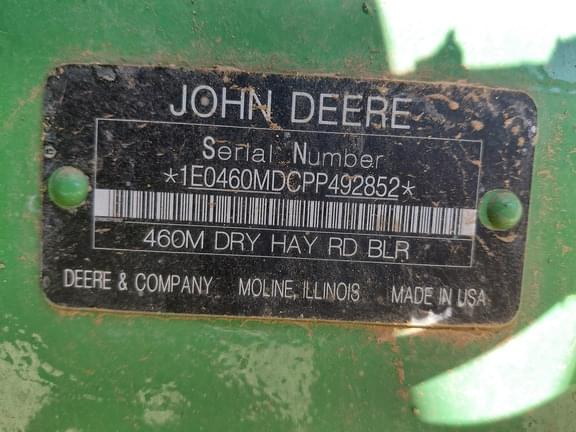 JOHN DEERE
Serial Number
*1E0460MDCPP492852*
460M DRY HAY RD BLR
DEERE & COMPANY MOLINE, ILLINOIS MADE IN USA